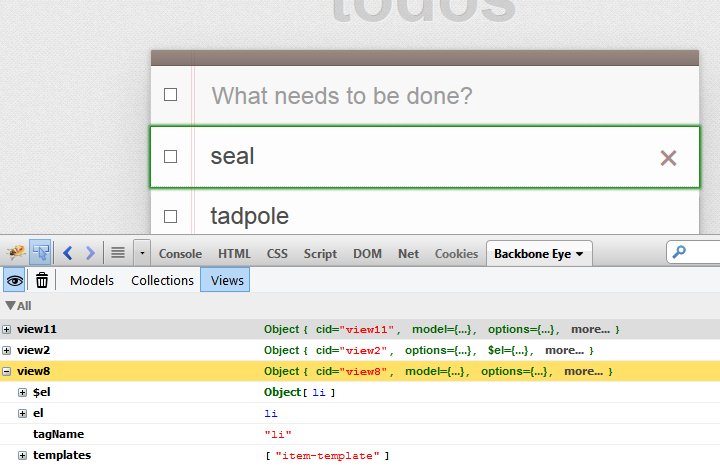 todos
What needs to be done?
seal
tadpole
Console HTML CSS Script DOM Net Cookies Backbone Eye
Models Collections Views
All
view11 Object { cid="view11", model={...}, options={...}, more... }
view2 Object { cid="view2", options={...}, $el={...}, more... }
view8 Object { cid="view8", model={...}, options={...}, more... }
$el Object[ li ]
el li
tagName "li"
templates [ "item-template" ]